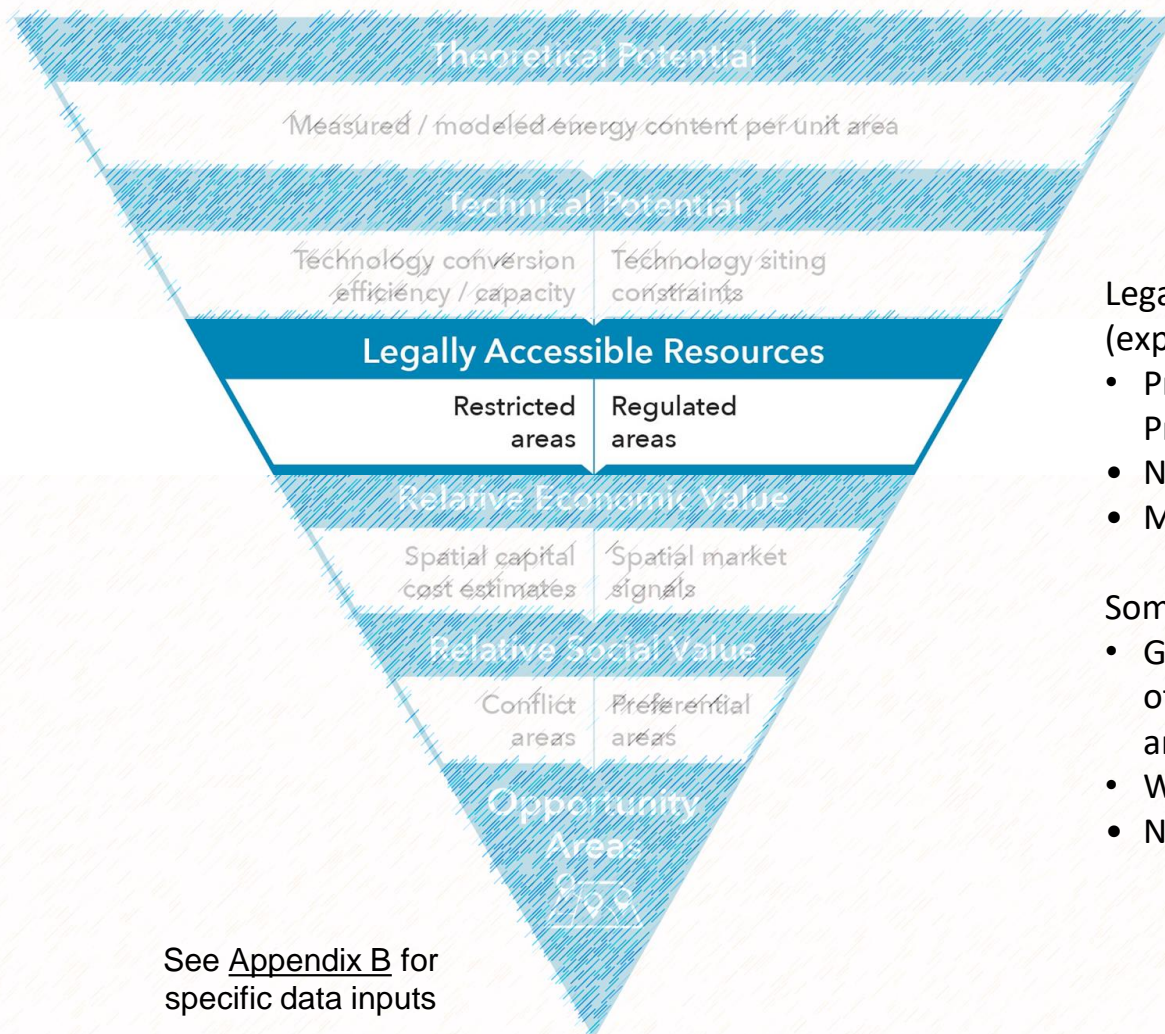 Theoretical Potential
Measured / modeled energy content per unit area
Technical Potential
Technology conversion
efficiency / capacity
Technology siting
constraints
Legally Accessible Resources
Restricted
areas
Regulated
areas
Relative Economic Value
Spatial capital
cost estimates
Spatial market
signals
Relative Social Value
Conflict
areas
Preferential
areas
Opportunity
Areas
See Appendix B for
specific data inputs